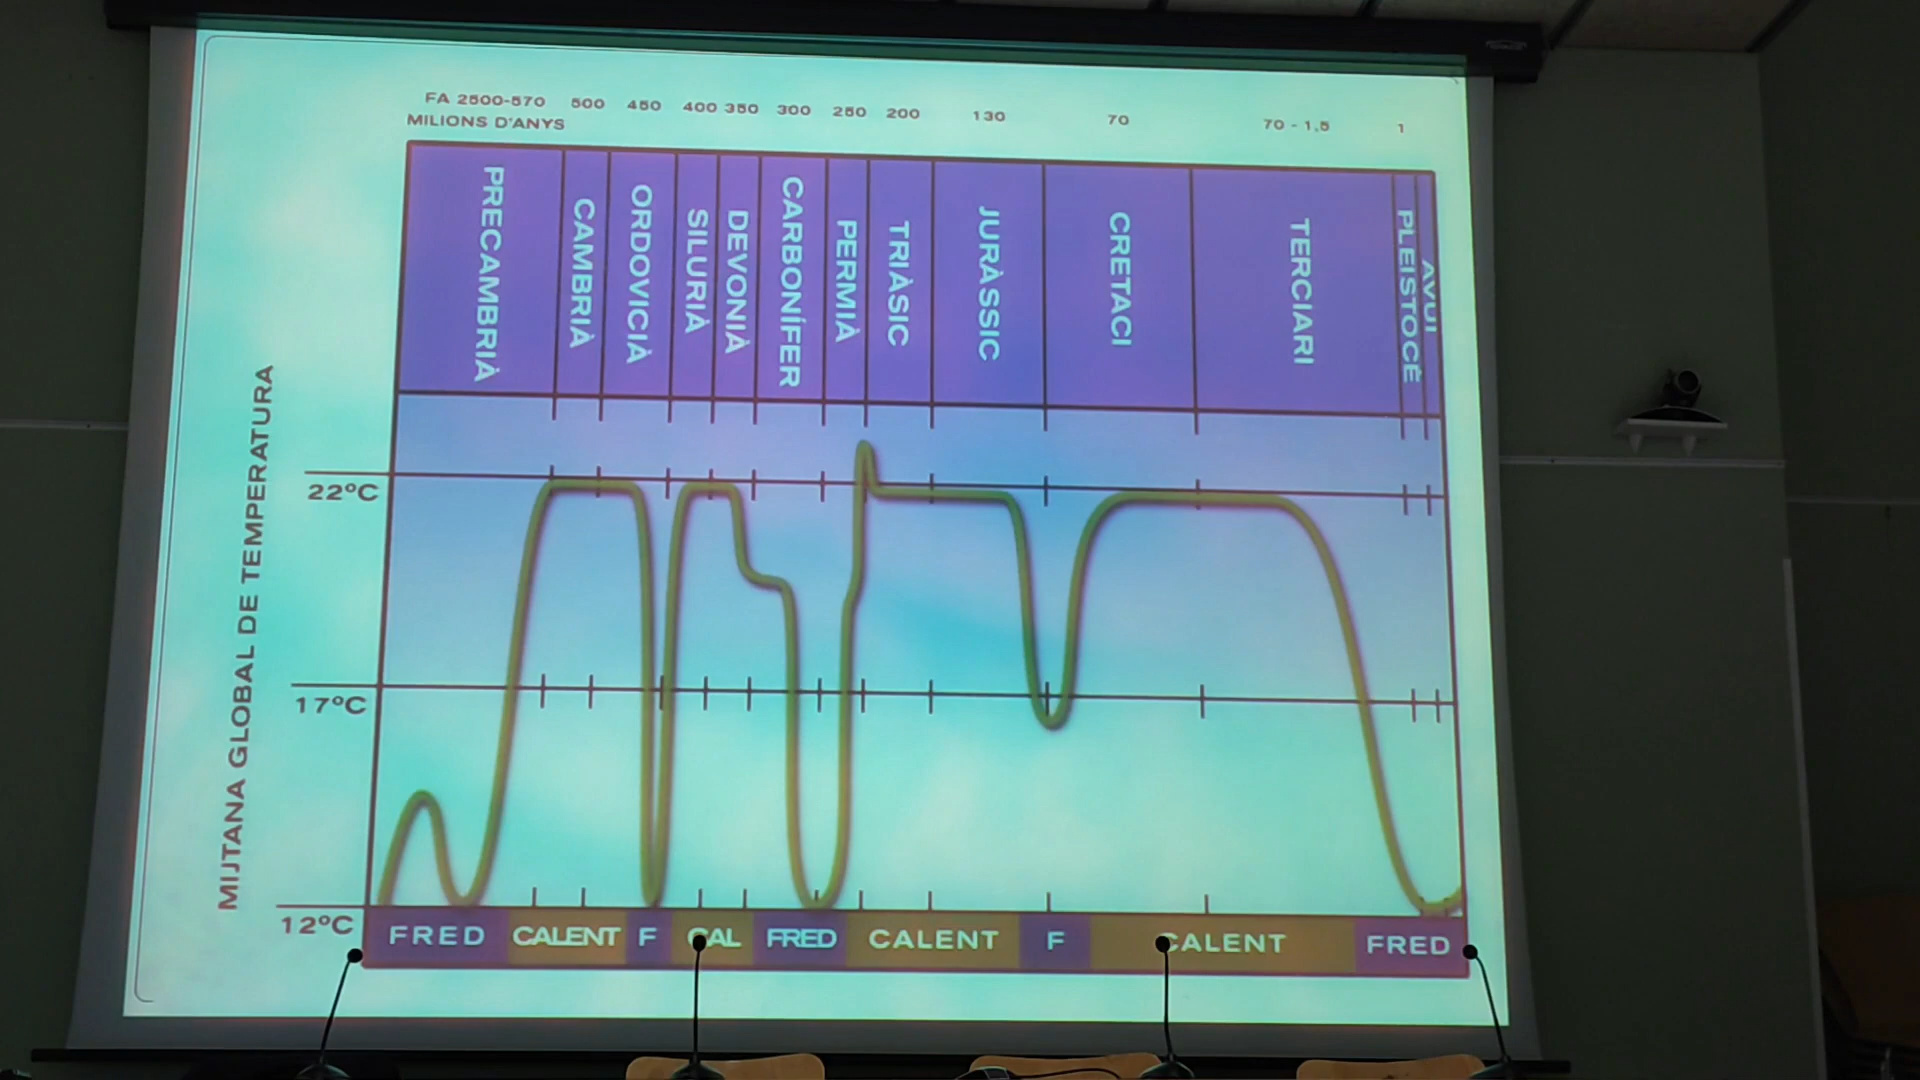 FA 2500-570 500 450 400 350 300 250 200 130 70 70 - 1,5 1
MILIONS D'ANYS
PRECAMBRIÀ
CAMBRIÀ
ORDOVICIÀ
SILURIÀ
DEVONIÀ
CARBONÍFER
PERMIÀ
TRIÀSIC
JURÀSSIC
CRETACI
TERCIARI
PLEISTOCÈ
AVUI
MIJTANA GLOBAL DE TEMPERATURA
22ºC
17ºC
12ºC
FRED CALENT F CAL FRED CALENT F CALENT FRED